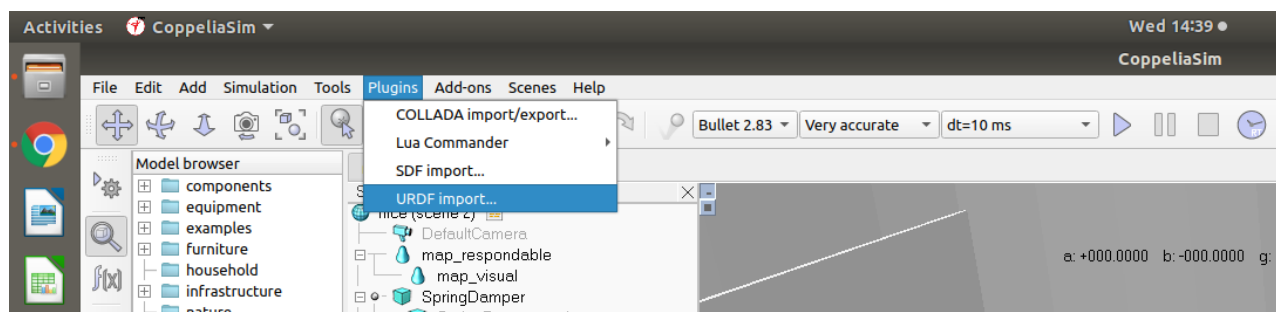 Activities CoppeliaSim Wed 14:39
CoppeliaSim
File Edit Add Simulation Tools Plugins Add-ons Scenes Help
COLLADA import/export...
Bullet 2.83 Very accurate dt=10 ms
Lua Commander
Model browser
SDF import...
components
URDF import...
equipment
examples
DefaultCamera
furniture
map_respondable
a: +000.0000 b:-000.0000 g:
household
map_visual
f(x)
infrastructure
SpringDamper